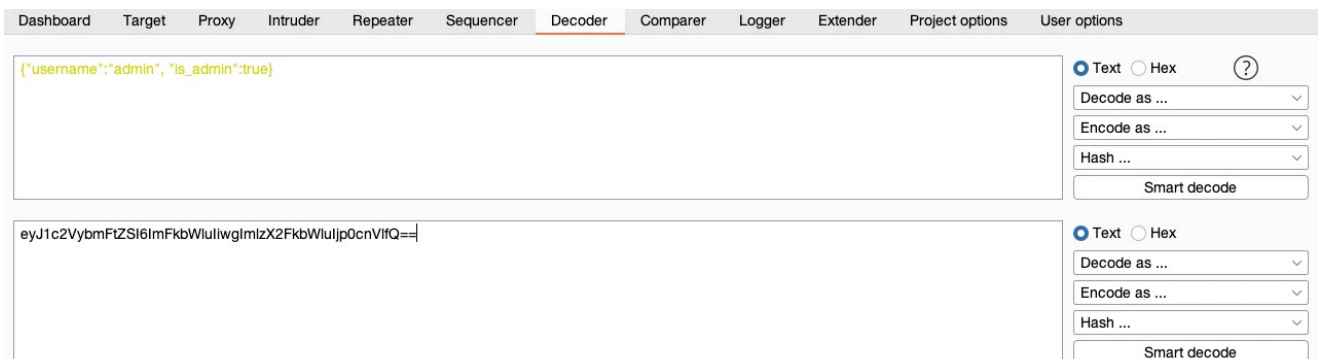 Dashboard Target Proxy Intruder Repeater Sequencer Decoder Comparer Logger Extender Project options User options
{"username":"admin", "is_admin":true}
Text Hex ?
Decode as ...
Encode as ...
Hash ...
Smart decode
eyJ1c2VybmFtZSI6ImFkbWluIiwgImlzX2FkbWluIjp0cnVlfQ==
Text Hex
Decode as ...
Encode as ...
Hash ...
Smart decode